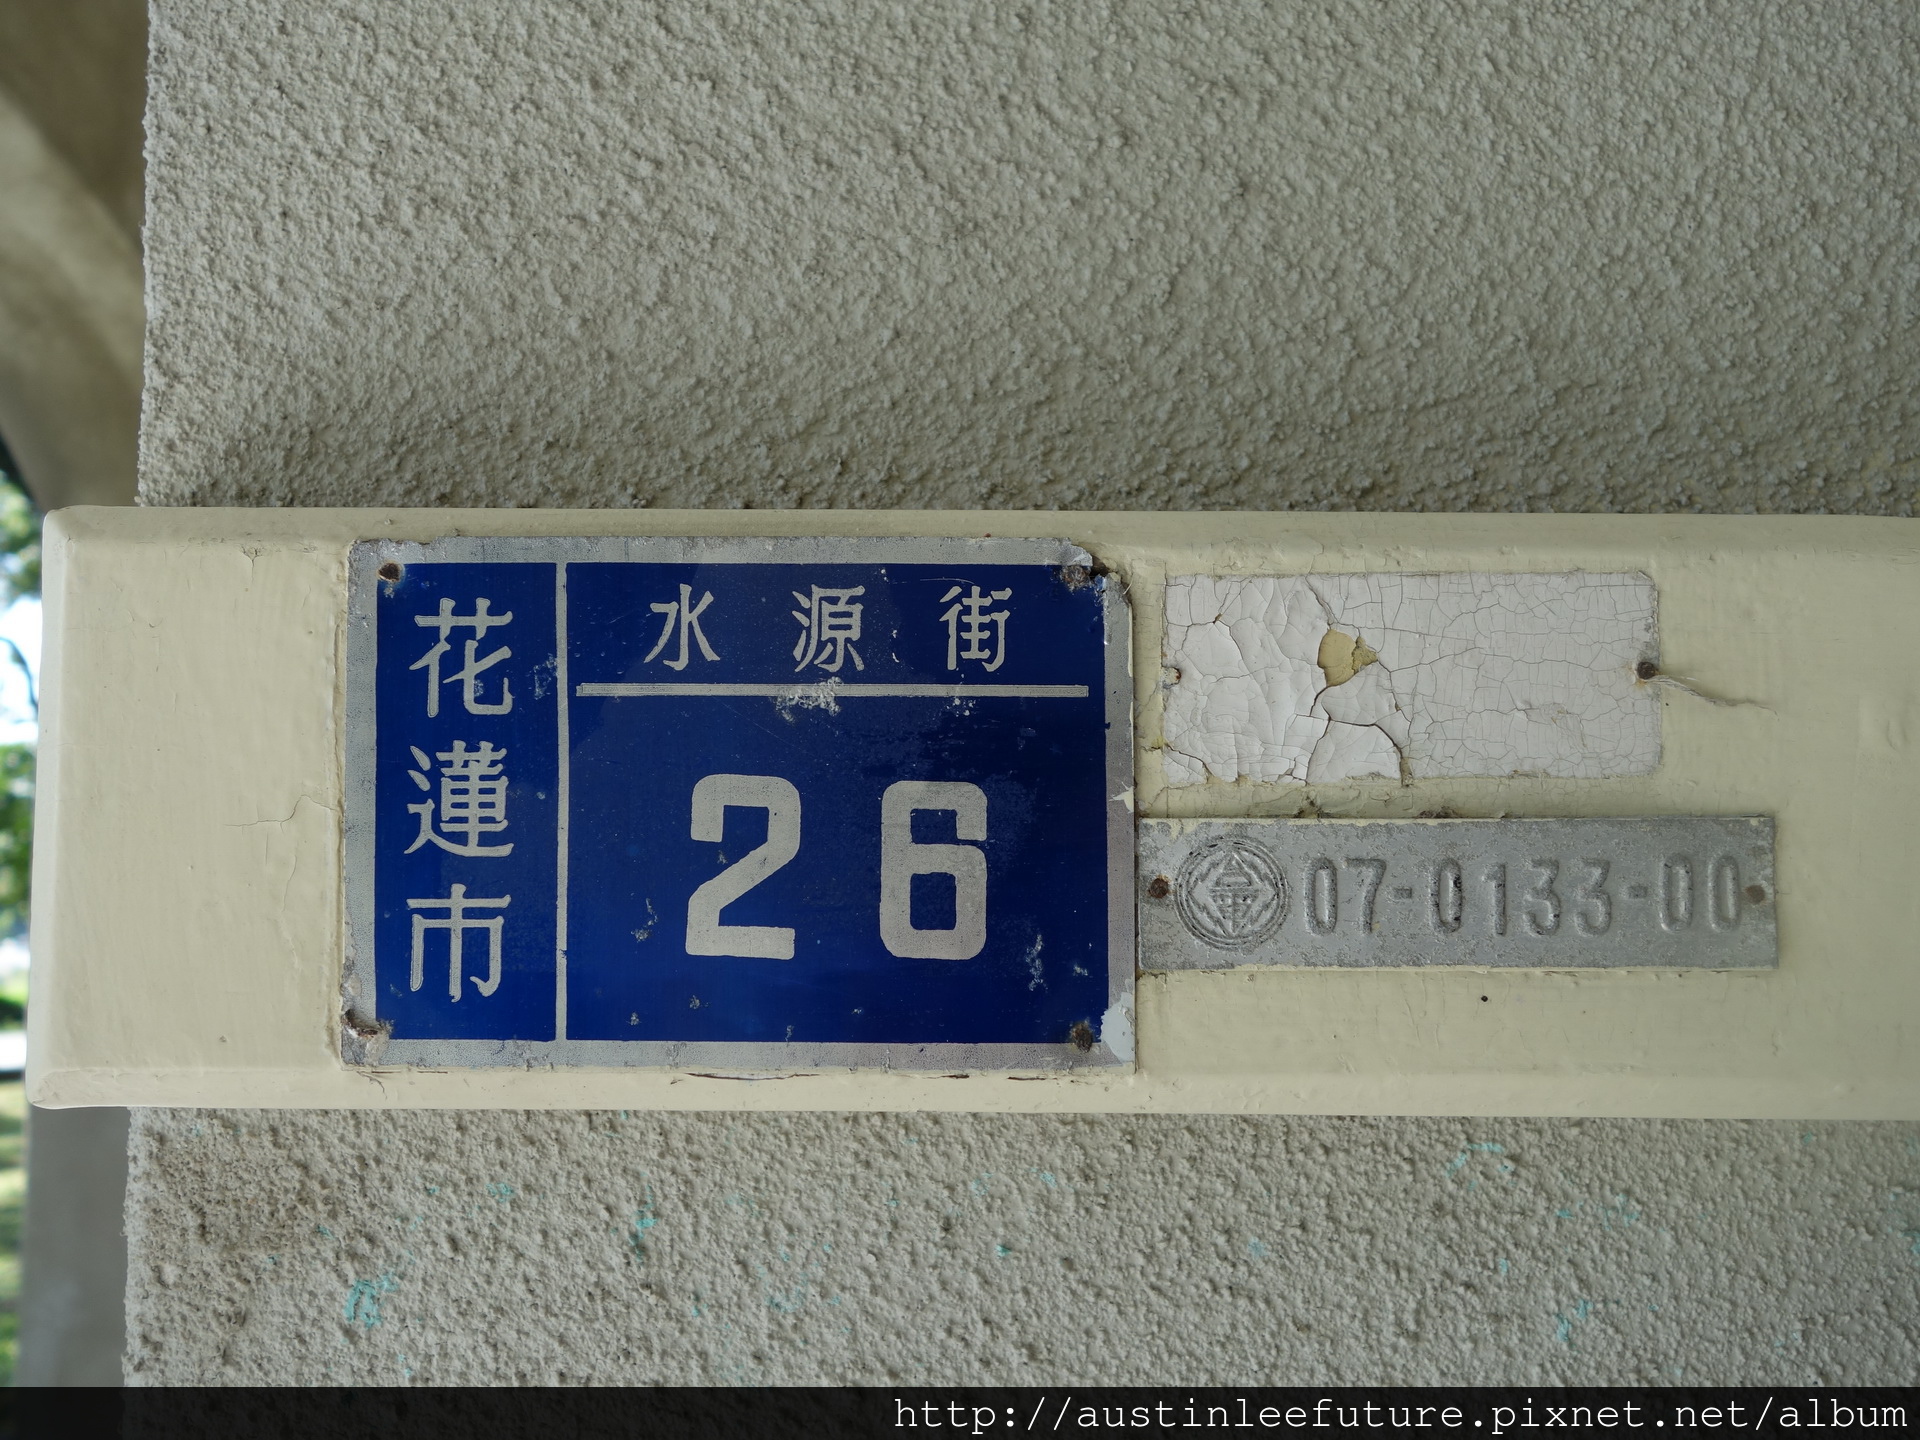 花蓮市
水源街
26
07-0133-00
http://austinleefuture.pixnet.net/album